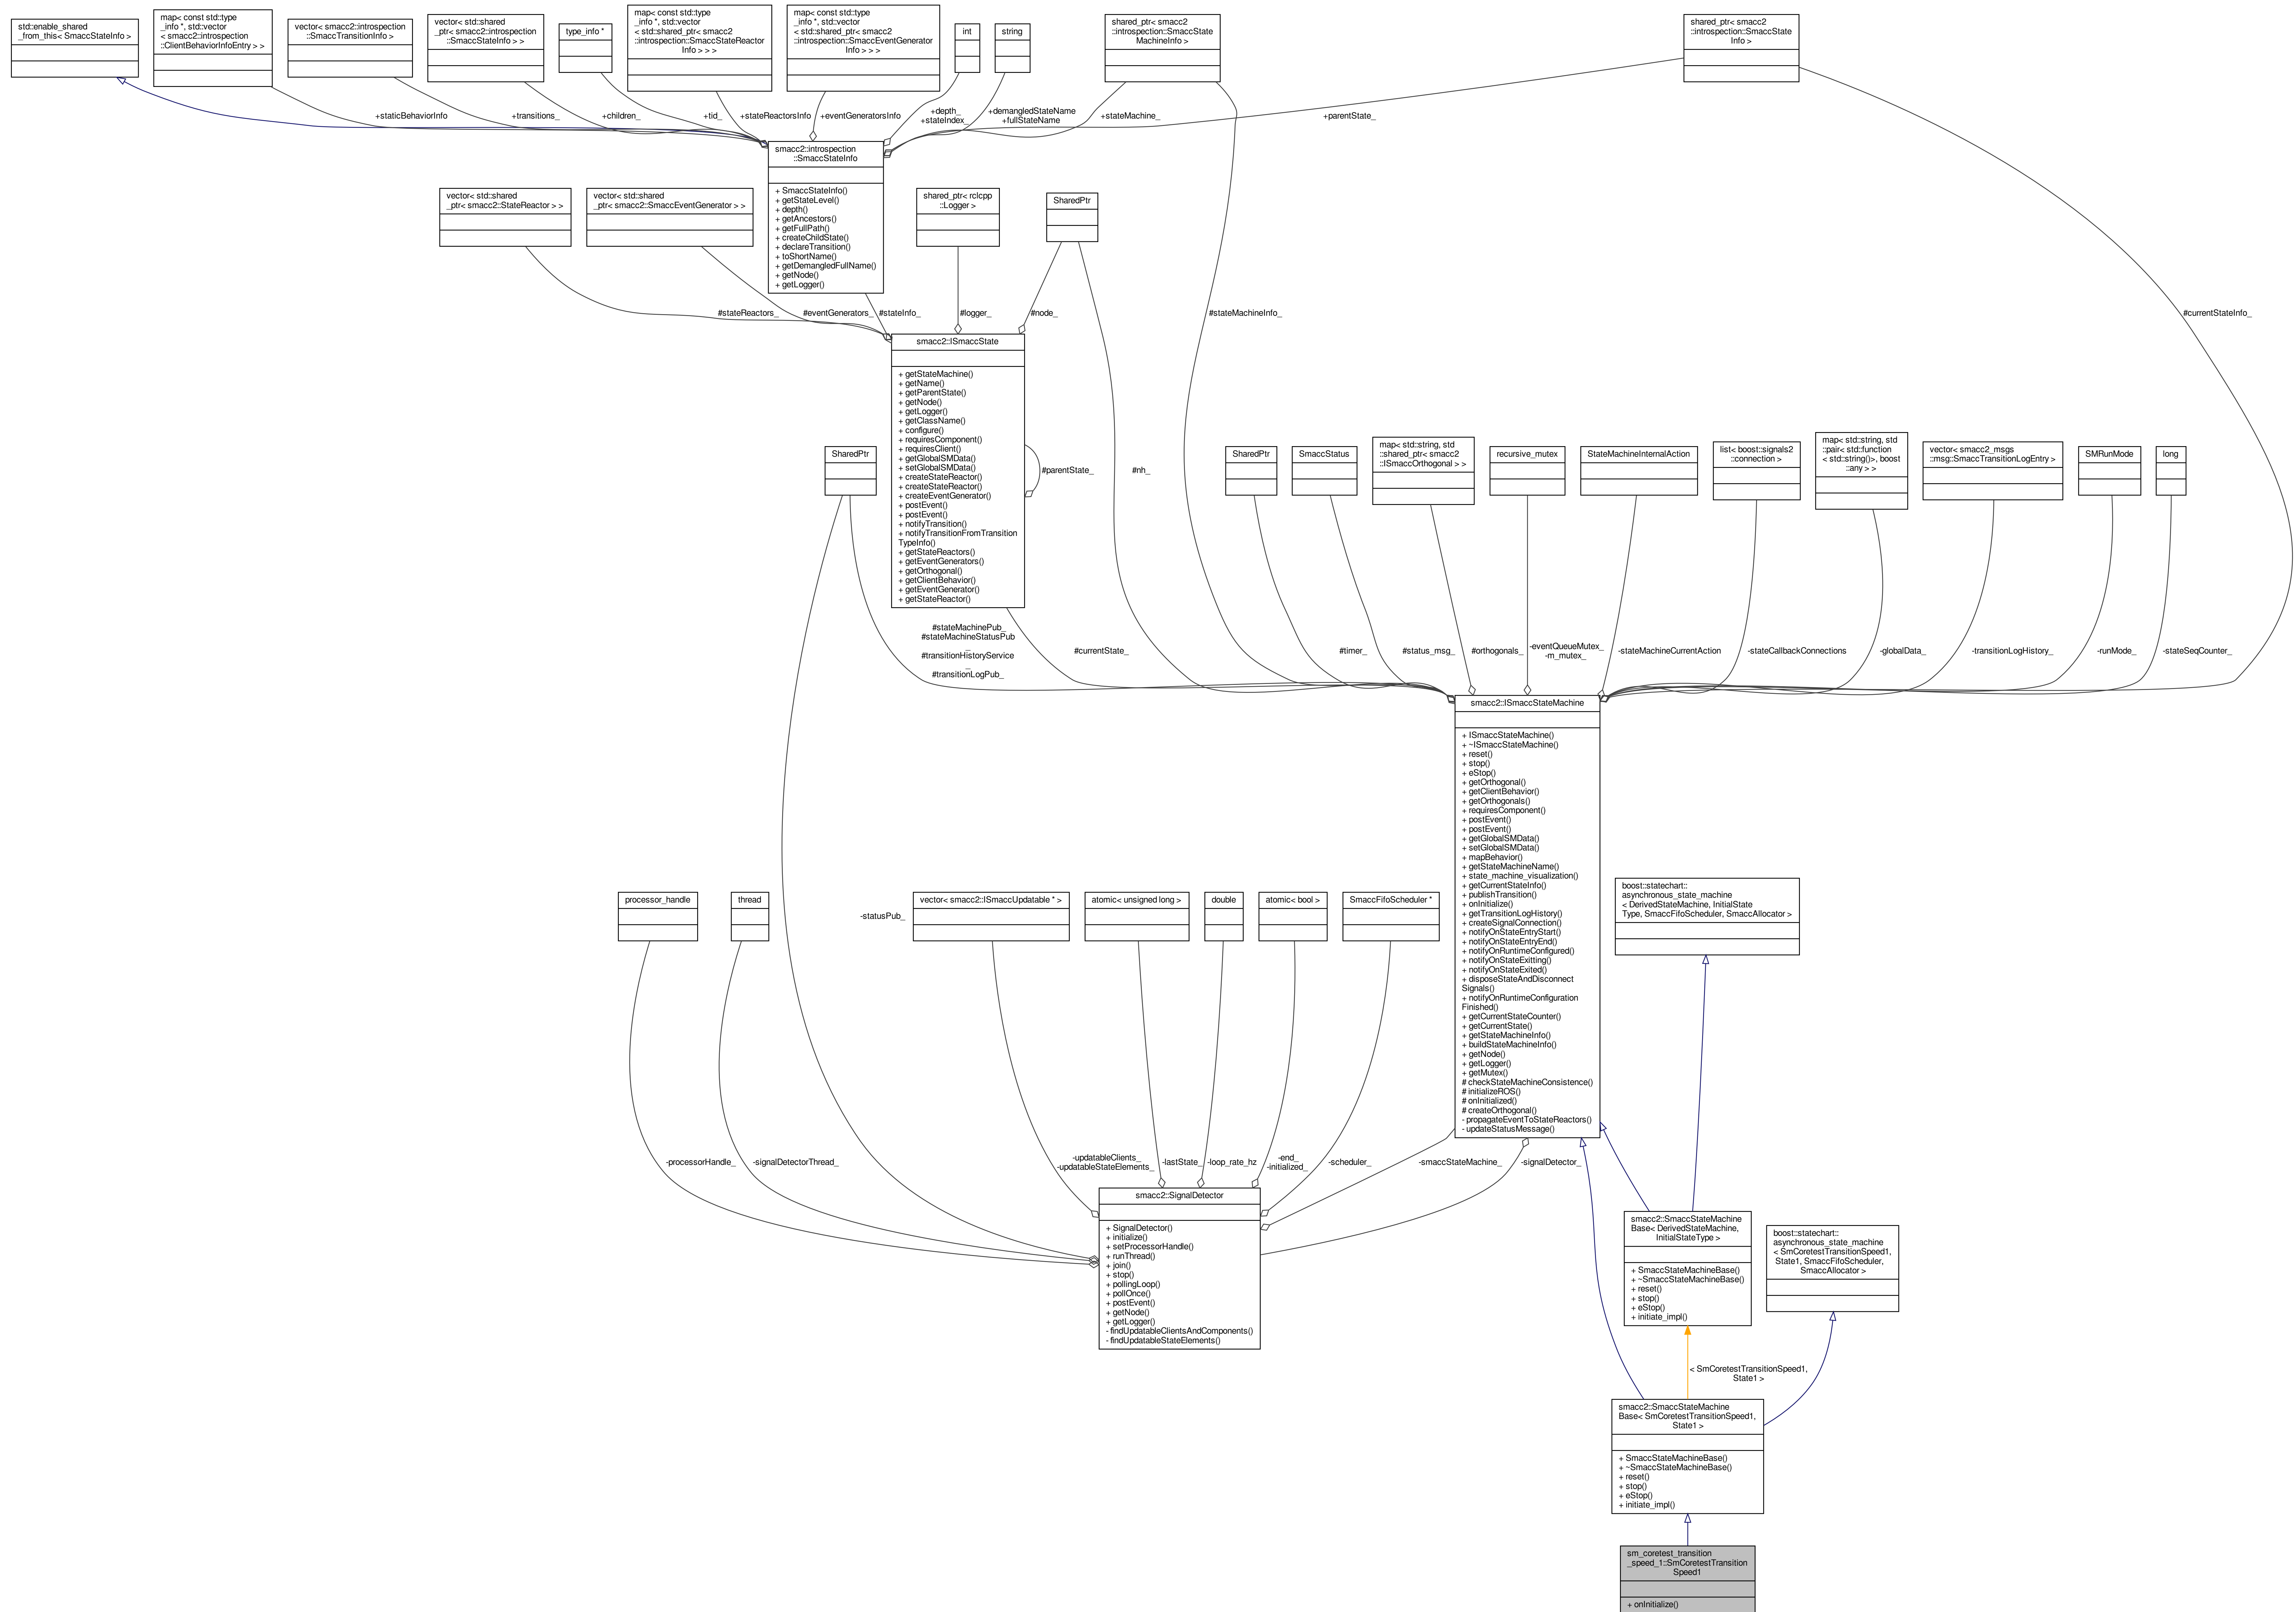 std::enable_shared
_from_this< SmaccStateInfo >
map< const std::type
_info *, std::vector
< smacc2::introspection
::ClientBehaviorInfoEntry > >
vector< smacc2::introspection
::SmaccTransitionInfo >
vector< std::shared
_ptr< smacc2::introspection
::SmaccStateInfo > >
type_info *
map< const std::type
_info *, std::vector
< std::shared_ptr< smacc2
::introspection::SmaccStateReactor
Info > > >
map< const std::type
_info *, std::vector
< std::shared_ptr< smacc2
::introspection::SmaccEventGenerator
Info > > >
int
string
shared_ptr< smacc2
::introspection::SmaccState
MachineInfo >
shared_ptr< smacc2
::introspection::SmaccState
Info >
+staticBehaviorInfo
+transitions_
+children_
+tid_
+stateReactorsInfo
+eventGeneratorsInfo
+depth_
+stateIndex_
+demangledStateName
+fullStateName
+stateMachine_
+parentState_
smacc2::introspection
::SmaccStateInfo
+ SmaccStateInfo()
+ getStateLevel()
+ depth()
+ getAncestors()
+ getFullPath()
+ createChildState()
+ declareTransition()
+ toShortName()
+ getDemangledFullName()
+ getNode()
+ getLogger()
vector< std::shared
_ptr< smacc2::StateReactor > >
vector< std::shared
_ptr< smacc2::SmaccEventGenerator > >
shared_ptr< rclcpp
::Logger >
SharedPtr
#stateReactors_
#eventGenerators_
#stateInfo_
#logger_
#node_
#stateMachineInfo_
#currentStateInfo_
smacc2::ISmaccState
+ getStateMachine()
+ getName()
+ getParentState()
+ getNode()
+ getLogger()
+ getClassName()
+ configure()
+ requiresComponent()
+ requiresClient()
+ getGlobalSMData()
+ setGlobalSMData()
+ createStateReactor()
+ createStateReactor()
+ createEventGenerator()
+ postEvent()
+ postEvent()
+ notifyTransition()
+ notifyTransitionFromTransition
TypeInfo()
+ getStateReactors()
+ getEventGenerators()
+ getOrthogonal()
+ getClientBehavior()
+ getEventGenerator()
+ getStateReactor()
#parentState_
#nh_
SharedPtr
SharedPtr
SmaccStatus
map< std::string, std
::shared_ptr< smacc2
::ISmaccOrthogonal > >
recursive_mutex
StateMachineInternalAction
list< boost::signals2
::connection >
map< std::string, std
::pair< std::function
< std::string()>, boost
::any > >
vector< smacc2_msgs
::msg::SmaccTransitionLogEntry >
SMRunMode
long
#stateMachinePub_
#stateMachineStatusPub
_
#transitionHistoryService
_
#transitionLogPub_
#currentState_
#timer_
#status_msg_
#orthogonals_
-eventQueueMutex_
-m_mutex_
-stateMachineCurrentAction
-stateCallbackConnections
-globalData_
-transitionLogHistory_
-runMode_
-stateSeqCounter_
smacc2::ISmaccStateMachine
+ ISmaccStateMachine()
+ ~ISmaccStateMachine()
+ reset()
+ stop()
+ eStop()
+ getOrthogonal()
+ getClientBehavior()
+ getOrthogonals()
+ requiresComponent()
+ postEvent()
+ postEvent()
+ getGlobalSMData()
+ setGlobalSMData()
+ mapBehavior()
+ getStateMachineName()
+ state_machine_visualization()
+ getCurrentStateInfo()
+ publishTransition()
+ onInitialize()
+ getTransitionLogHistory()
+ createSignalConnection()
+ notifyOnStateEntryStart()
+ notifyOnStateEntryEnd()
+ notifyOnRuntimeConfigured()
+ notifyOnStateExitting()
+ notifyOnStateExited()
+ disposeStateAndDisconnect
Signals()
+ notifyOnRuntimeConfiguration
Finished()
+ getCurrentStateCounter()
+ getCurrentState()
+ getStateMachineInfo()
+ buildStateMachineInfo()
+ getNode()
+ getLogger()
+ getMutex()
# checkStateMachineConsistence()
# initializeROS()
# onInitialized()
# createOrthogonal()
- propagateEventToStateReactors()
- updateStatusMessage()
processor_handle
thread
-statusPub_
vector< smacc2::ISmaccUpdatable * >
atomic< unsigned long >
double
atomic< bool >
SmaccFifoScheduler *
boost::statechart::
asynchronous_state_machine
< DerivedStateMachine, InitialState
Type, SmaccFifoScheduler, SmaccAllocator >
-processorHandle_
-signalDetectorThread_
-updatableClients_
-updatableStateElements_
-lastState_
-loop_rate_hz
-end_
-initialized_
-scheduler_
-smaccStateMachine_
-signalDetector_
smacc2::SignalDetector
+ SignalDetector()
+ initialize()
+ setProcessorHandle()
+ runThread()
+ join()
+ stop()
+ pollingLoop()
+ pollOnce()
+ postEvent()
+ getNode()
+ getLogger()
- findUpdatableClientsAndComponents()
- findUpdatableStateElements()
smacc2::SmaccStateMachine
Base< DerivedStateMachine,
InitialStateType >
+ SmaccStateMachineBase()
+ ~SmaccStateMachineBase()
+ reset()
+ stop()
+ eStop()
+ initiate_impl()
boost::statechart::
asynchronous_state_machine
< SmCoretestTransitionSpeed1,
State1, SmaccFifoScheduler,
SmaccAllocator >
< SmCoretestTransitionSpeed1,
State1 >
smacc2::SmaccStateMachine
Base< SmCoretestTransitionSpeed1,
State1 >
+ SmaccStateMachineBase()
+ ~SmaccStateMachineBase()
+ reset()
+ stop()
+ eStop()
+ initiate_impl()
sm_coretest_transition
_speed_1::SmCoretestTransition
Speed1
+ onInitialize()